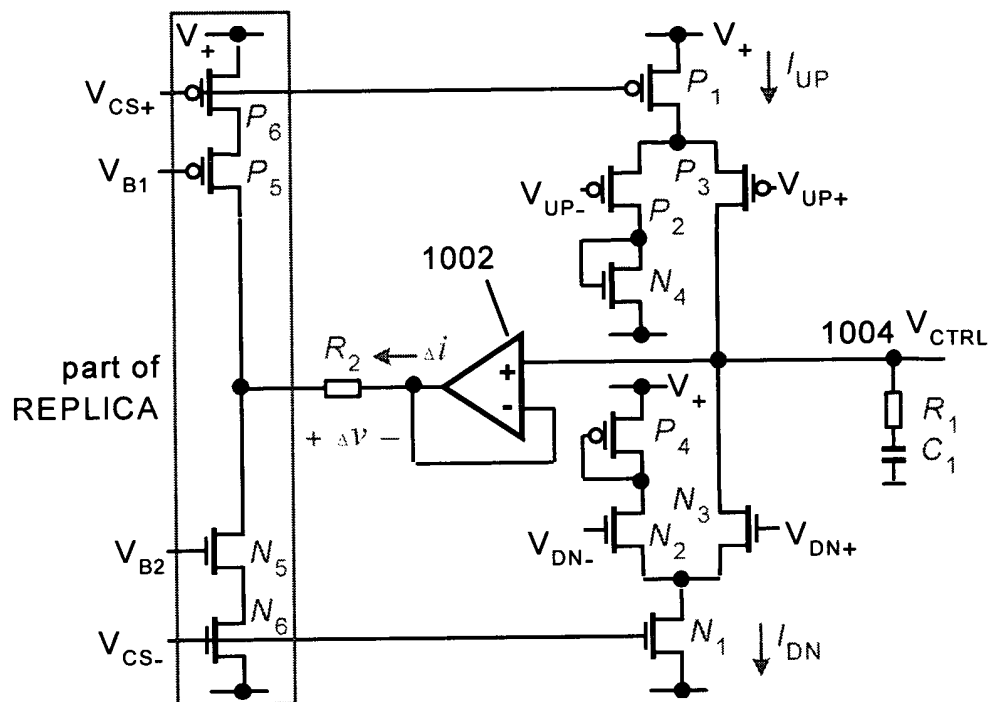 V+
V+
IUP
VCS+
P6
P1
VB1
P5
P3
VUP-
VUP+
P2
1002
N4
1004
VCTRL
R2
Δi
+
-
part of
REPLICA
+ Δv −
V+
P4
R1
C1
N3
VB2
N5
VDN-
N2
VDN+
N6
N1
VCS-
IDN